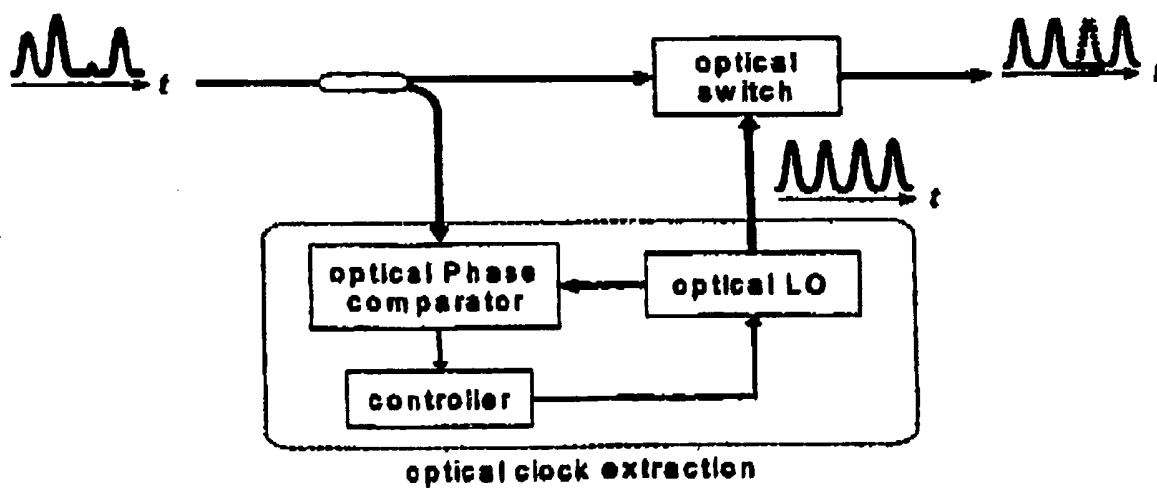 t
optical
switch
t
t
optical Phase
comparator
optical LO
controller
optical clock extraction